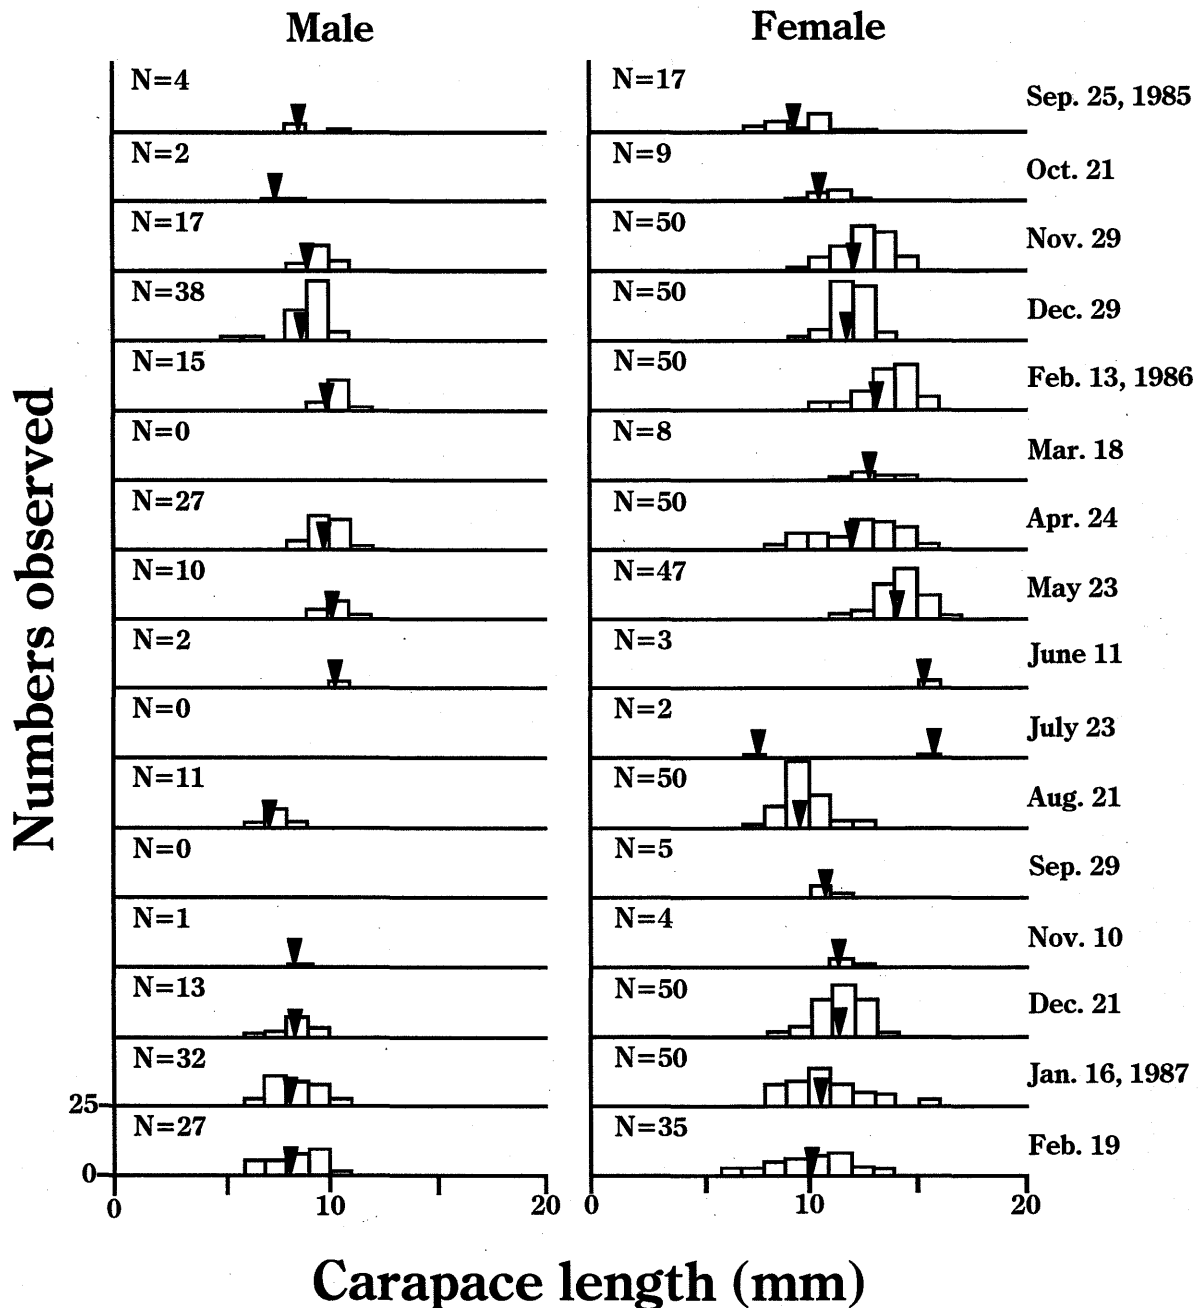 Male Female
N=4 N=17 Sep. 25, 1985
N=2 N=9 Oct. 21
N=17 N=50 Nov. 29
N=38 N=50 Dec. 29
N=15 N=50 Feb. 13, 1986
N=0 N=8 Mar. 18
N=27 N=50 Apr. 24
N=10 N=47 May 23
N=2 N=3 June 11
N=0 N=2 July 23
N=11 N=50 Aug. 21
N=0 N=5 Sep. 29
N=1 N=4 Nov. 10
N=13 N=50 Dec. 21
N=32 N=50 Jan. 16, 1987
25
N=27 N=35 Feb. 19
0
0 10 20 0 10 20
Numbers observed
Carapace length (mm)